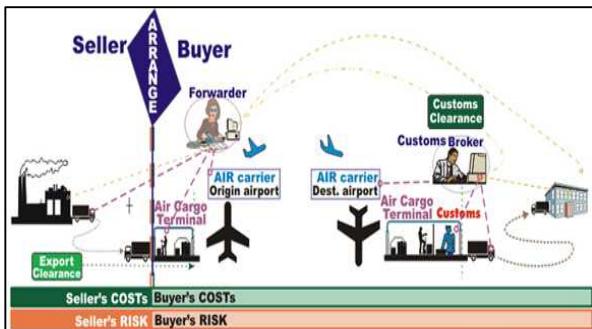 Seller
ARRANGE
Buyer
Forwarder
Customs
Clearance
Customs Broker
AIR carrier
Origin airport
AIR carrier
Dest. airport
Air Cargo
Terminal
Air Cargo
Terminal
Customs
Export
Clearance
Seller's COSTs
Buyer's COSTs
Seller's RISK
Buyer's RISK